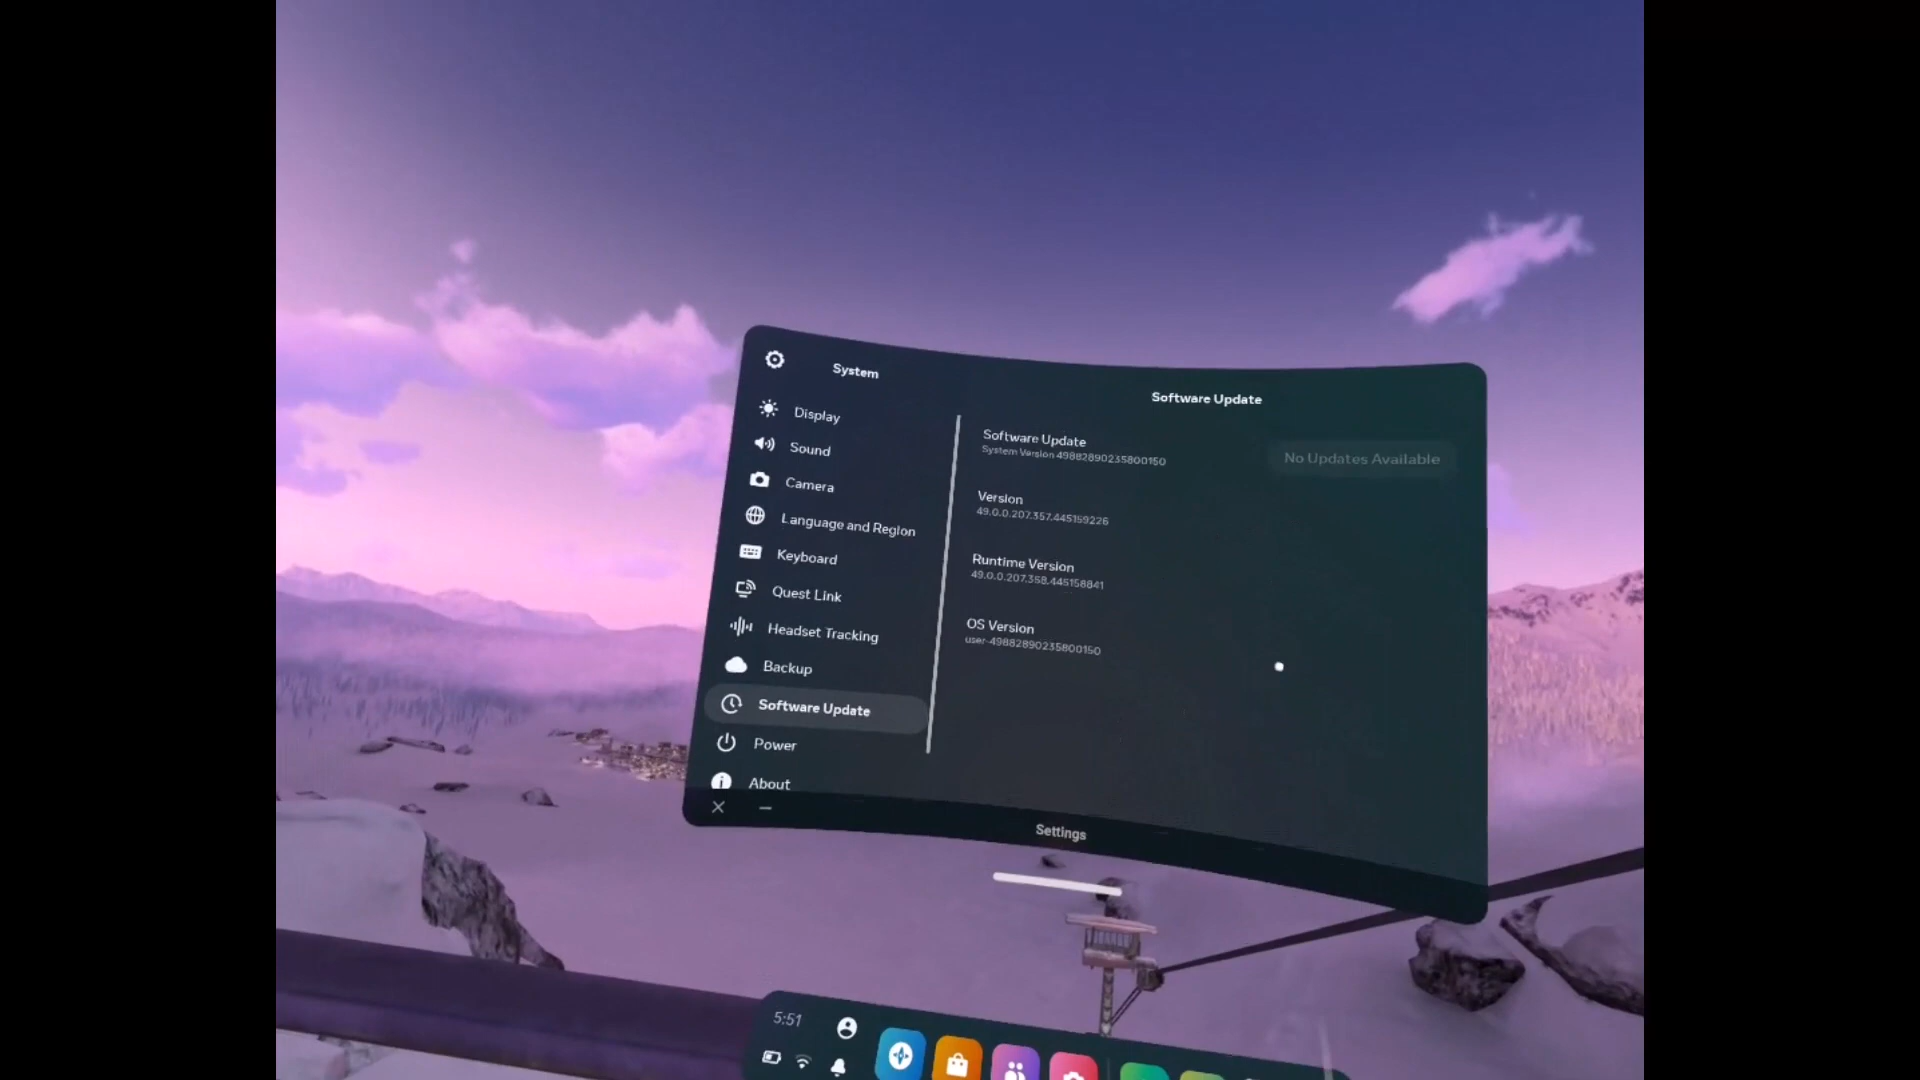 System
Display
Sound
Camera
Language and Region
Keyboard
Quest Link
Headset Tracking
Backup
Software Update
Power
About
Software Update
Software Update
System Version 49882890235800150
No Updates Available
Version
49.0.0.207.357.445159226
Runtime Version
49.0.0.207.358.445158841
OS Version
user-49882890235800150
Settings
5:51